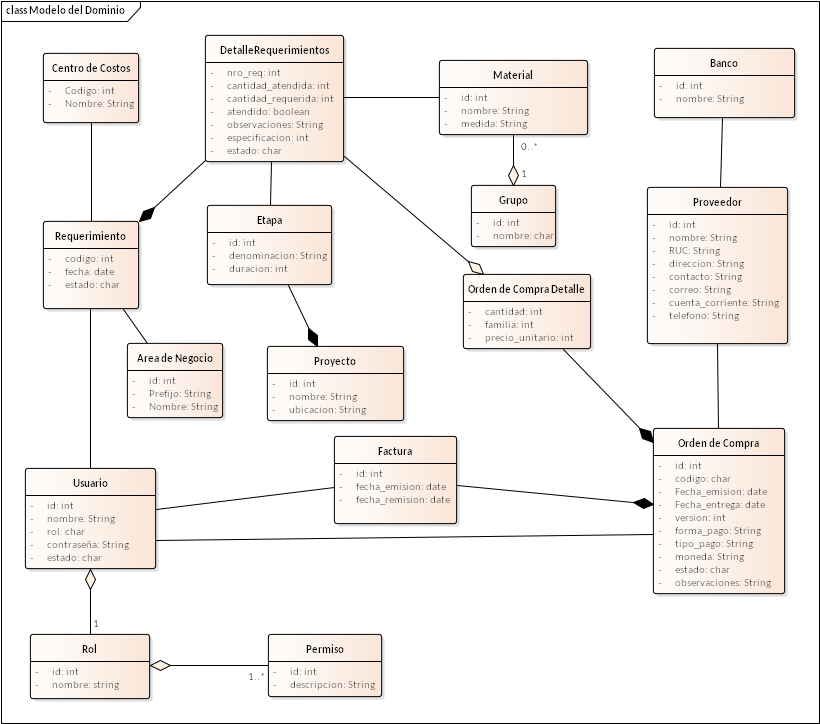 class Modelo del Dominio
Centro de Costos
- Codigo: int
- Nombre: String
DetalleRequerimientos
- nro_req: int
- cantidad_atendida: int
- cantidad_requerida: int
- atendido: boolean
- observaciones: String
- especificacion: int
- estado: char
Material
- id: int
- nombre: String
- medida: String
Banco
- id: int
- nombre: String
0..*
1
Grupo
- id: int
- nombre: char
Proveedor
- id: int
- nombre: String
- RUC: String
- direccion: String
- contacto: String
- correo: String
- cuenta_corriente: String
- telefono: String
Requerimiento
- codigo: int
- fecha: date
- estado: char
Etapa
- id: int
- denominacion: String
- duracion: int
Orden de Compra Detalle
- cantidad: int
- familia: int
- precio_unitario: int
Area de Negocio
- id: int
- Prefijo: String
- Nombre: String
Proyecto
- id: int
- nombre: String
- ubicacion: String
Factura
- id: int
- fecha_emision: date
- fecha_remision: date
Orden de Compra
- id: int
- codigo: char
- Fecha_emision: date
- Fecha_entrega: date
- version: int
- forma_pago: String
- tipo_pago: String
- moneda: String
- estado: char
- observaciones: String
Usuario
- id: int
- nombre: String
- rol: char
- contraseña: String
- estado: char
1
Rol
- id: int
- nombre: string
1..*
Permiso
- id: int
- descripcion: String